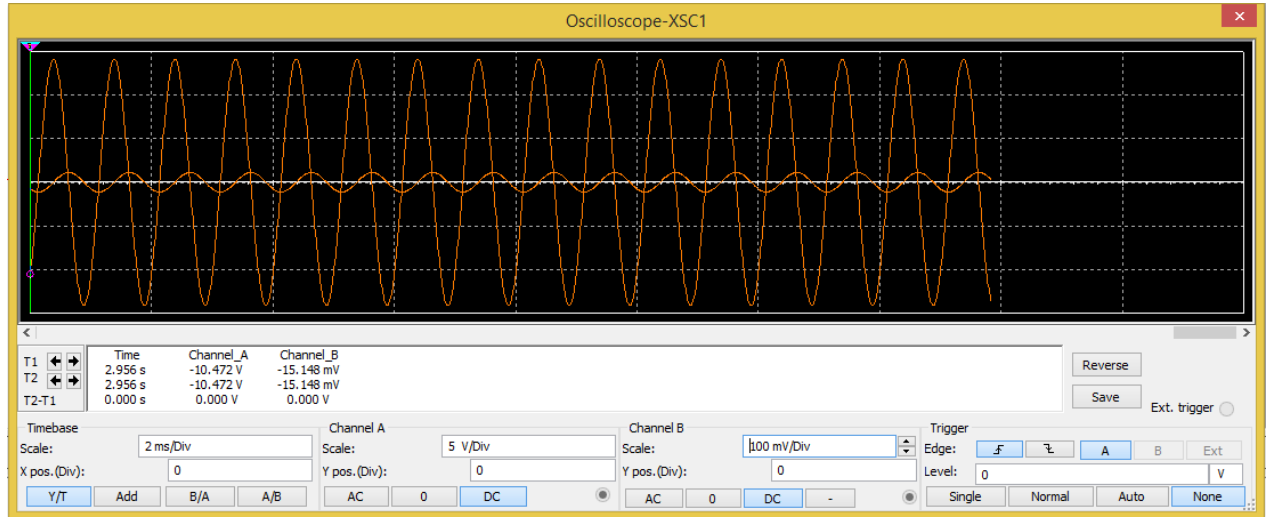 Oscilloscope-XSC1
T1
T2
T2-T1
Time Channel_A Channel_B
2.956 s -10.472 V -15.148 mV
2.956 s -10.472 V -15.148 mV
0.000 s 0.000 V 0.000 V
Reverse
Save
Ext. trigger
Timebase
Scale: 2 ms/Div
X pos.(Div): 0
Y/T Add B/A A/B
Channel A
Scale: 5 V/Div
Y pos.(Div): 0
AC 0 DC
Channel B
Scale: 100 mV/Div
Y pos.(Div): 0
AC 0 DC -
Trigger
Edge: A B Ext
Level: 0 V
Single Normal Auto None